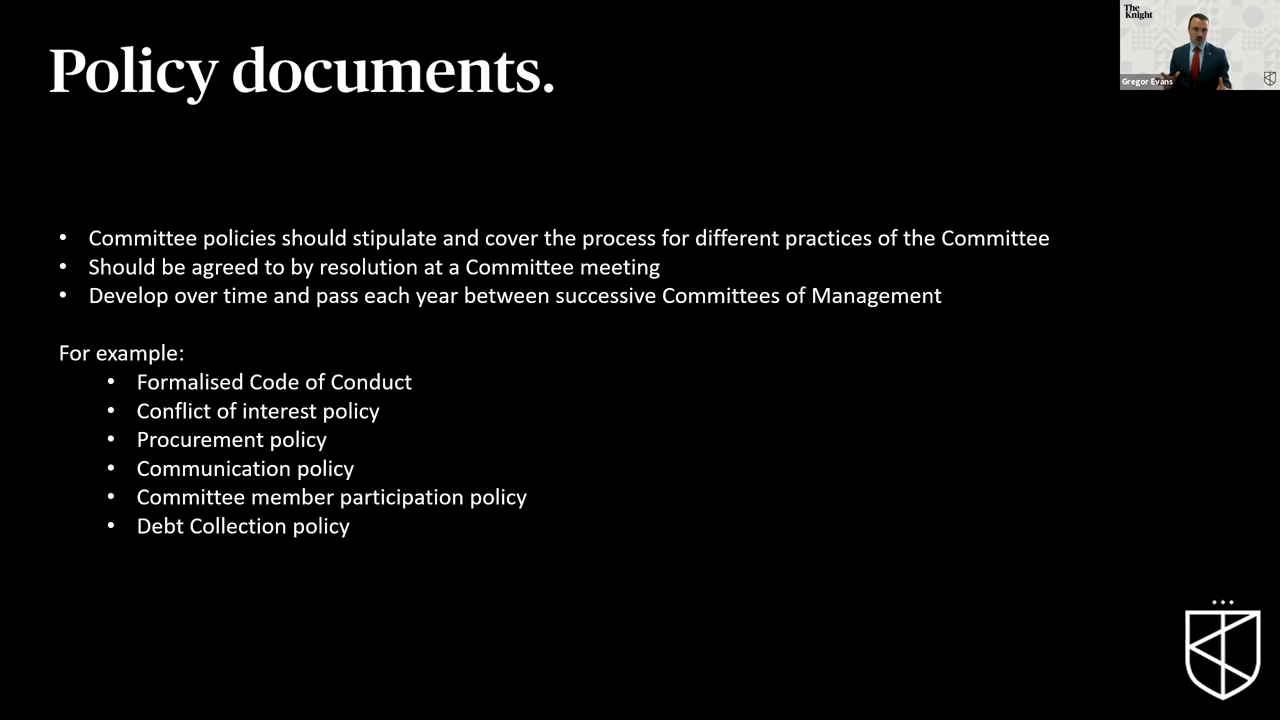 Policy documents.
The
Knight
Gregor Evans
• Committee policies should stipulate and cover the process for different practices of the Committee
• Should be agreed to by resolution at a Committee meeting
• Develop over time and pass each year between successive Committees of Management
For example:
• Formalised Code of Conduct
• Conflict of interest policy
• Procurement policy
• Communication policy
• Committee member participation policy
• Debt Collection policy